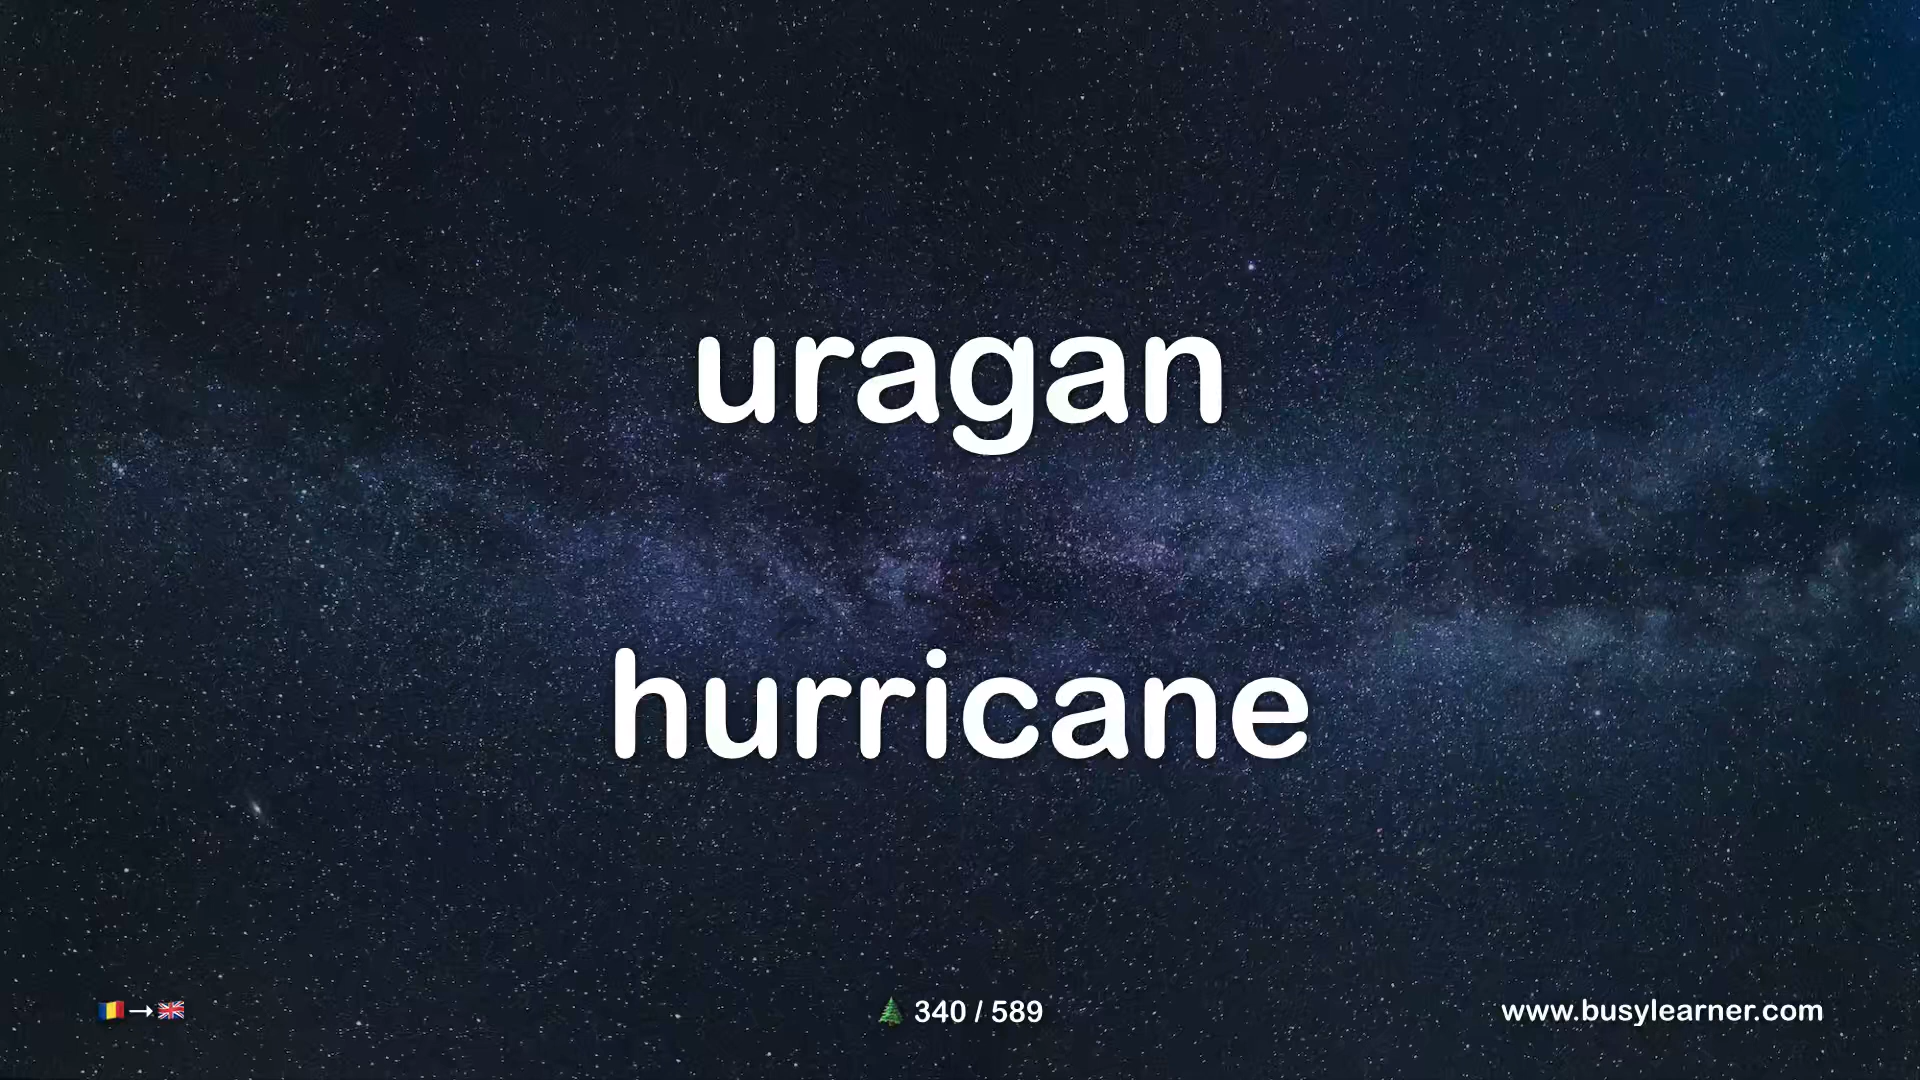 uragan
hurricane
🇷🇴→🇬🇧
🌲 340 / 589
www.busylearner.com